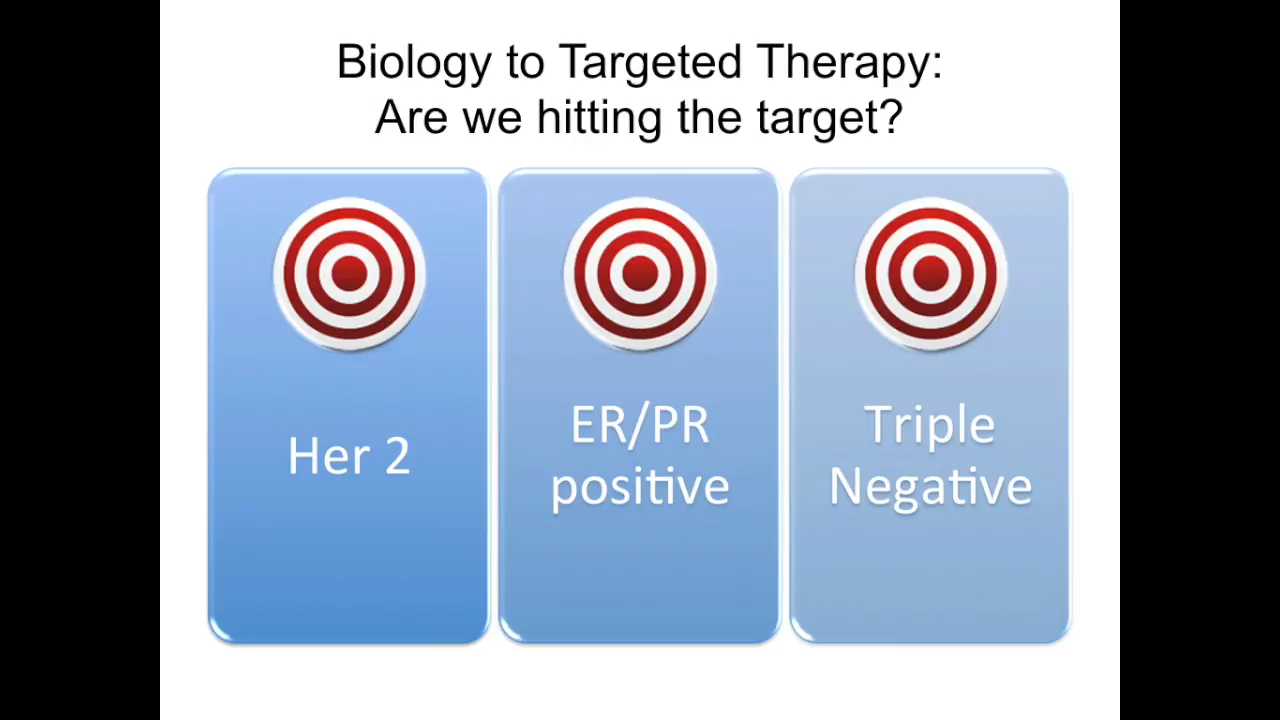 Biology to Targeted Therapy:
Are we hitting the target?
Her 2
ER/PR
positive
Triple
Negative